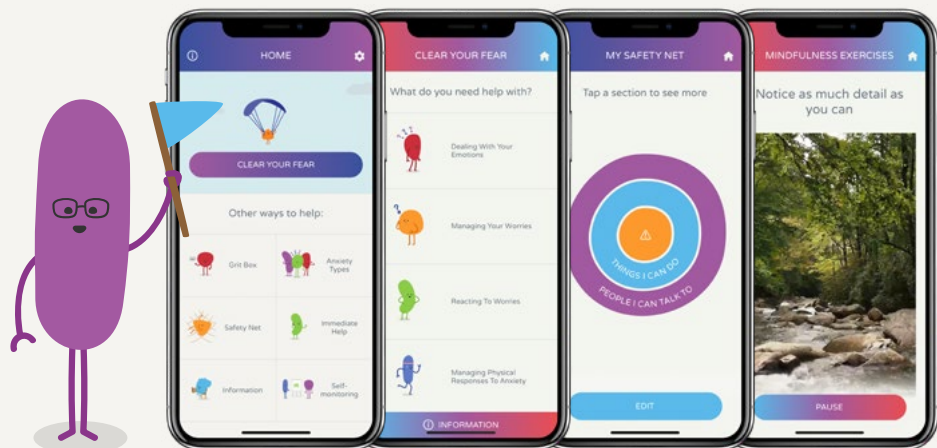 HOME
CLEAR YOUR FEAR
Other ways to help:
Grit Box
Anxiety
Types
Safety Net
Immediate
Help
Information
Self-
monitoring
CLEAR YOUR FEAR
What do you need help with?
Dealing With Your
Emotions
Managing Your Worries
Reacting To Worries
Managing Physical
Responses To Anxiety
INFORMATION
MY SAFETY NET
Tap a section to see more
THINGS I CAN DO
PEOPLE I CAN TALK TO
EDIT
MINDFULNESS EXERCISES
Notice as much detail as
you can
PAUSE